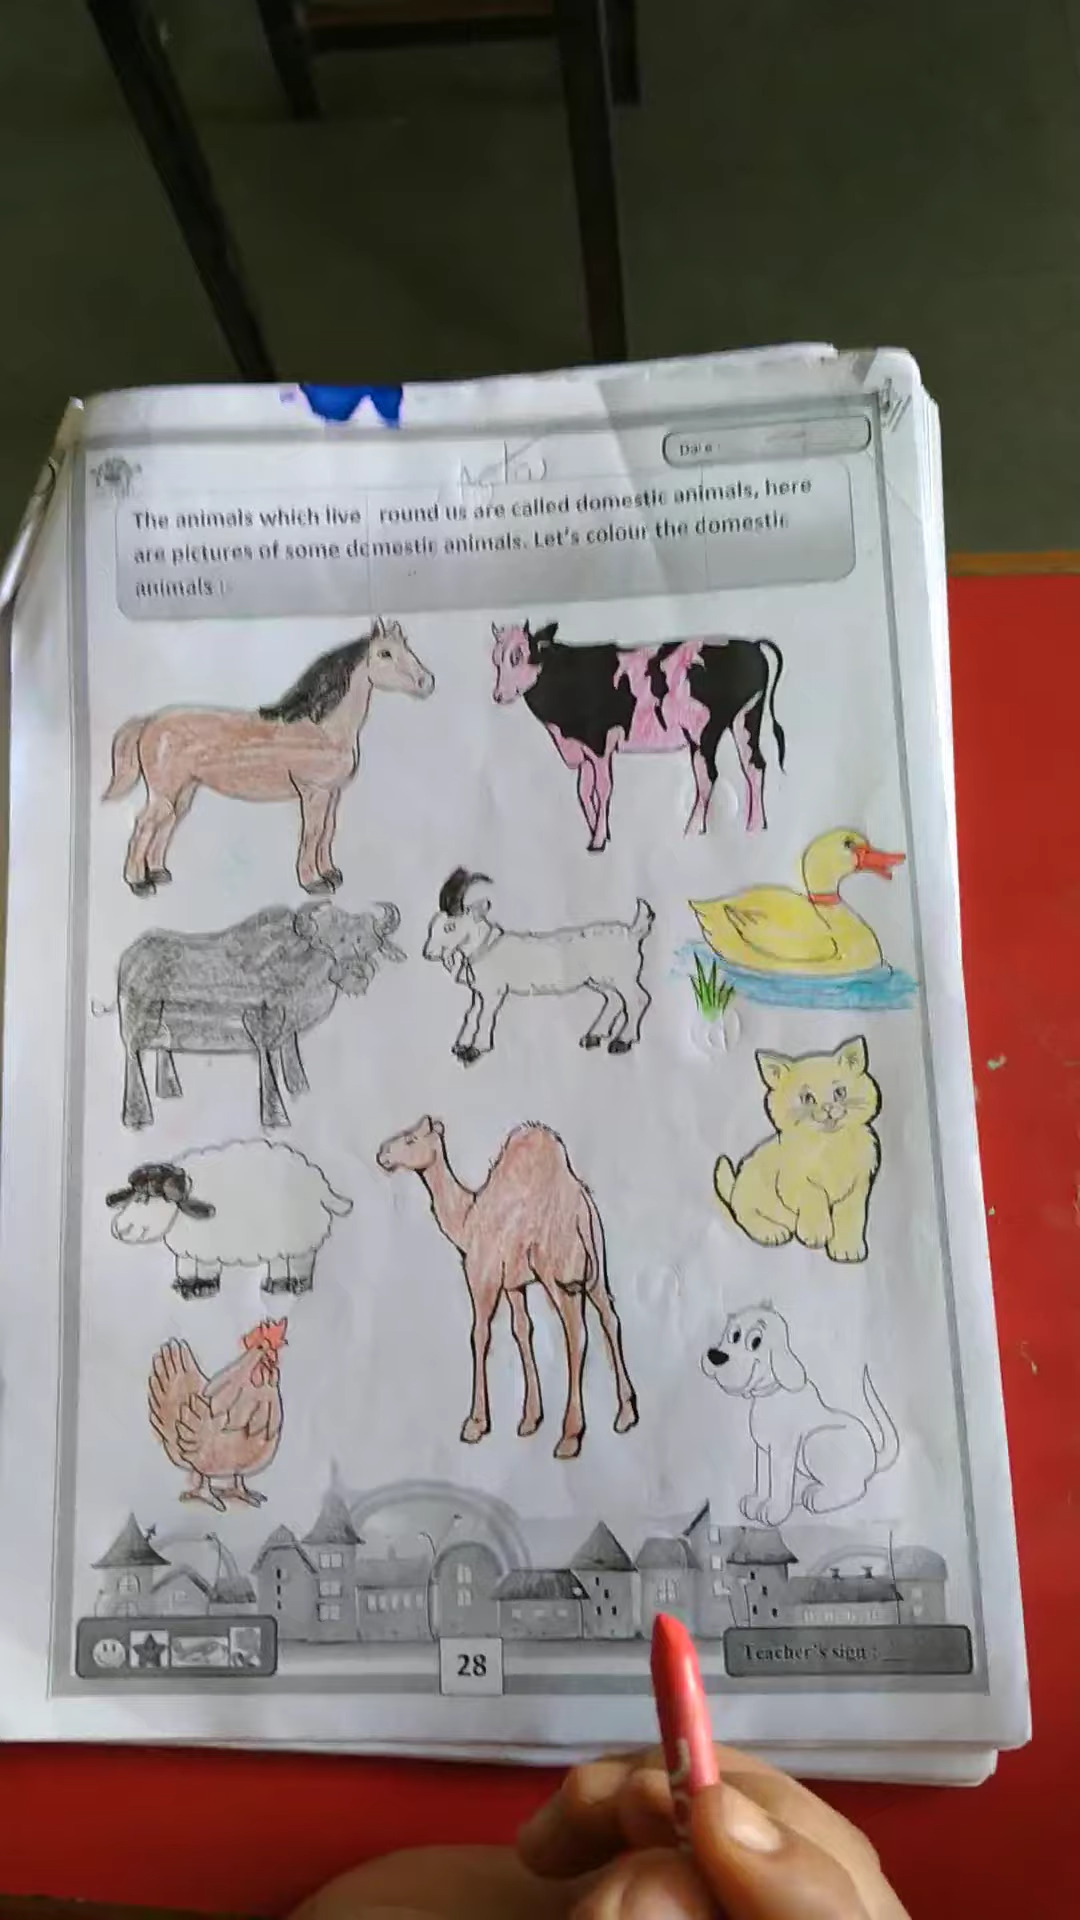 Date :
The animals which live round us are called domestic animals, here
are pictures of some domestic animals. Let's colour the domestic
animals :-
28
Teacher's sign :